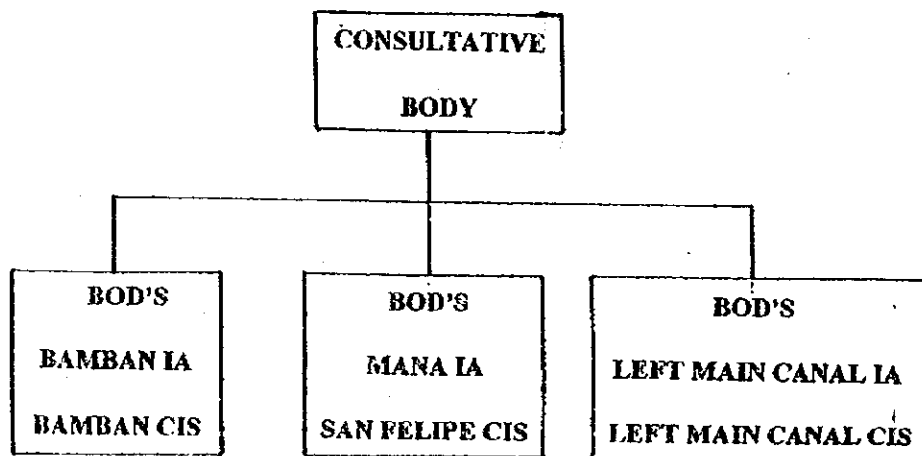 CONSULTATIVE
BODY
BOD'S
BAMBAN IA
BAMBAN CIS
BOD'S
MANA IA
SAN FELIPE CIS
BOD'S
LEFT MAIN CANAL IA
LEFT MAIN CANAL CIS